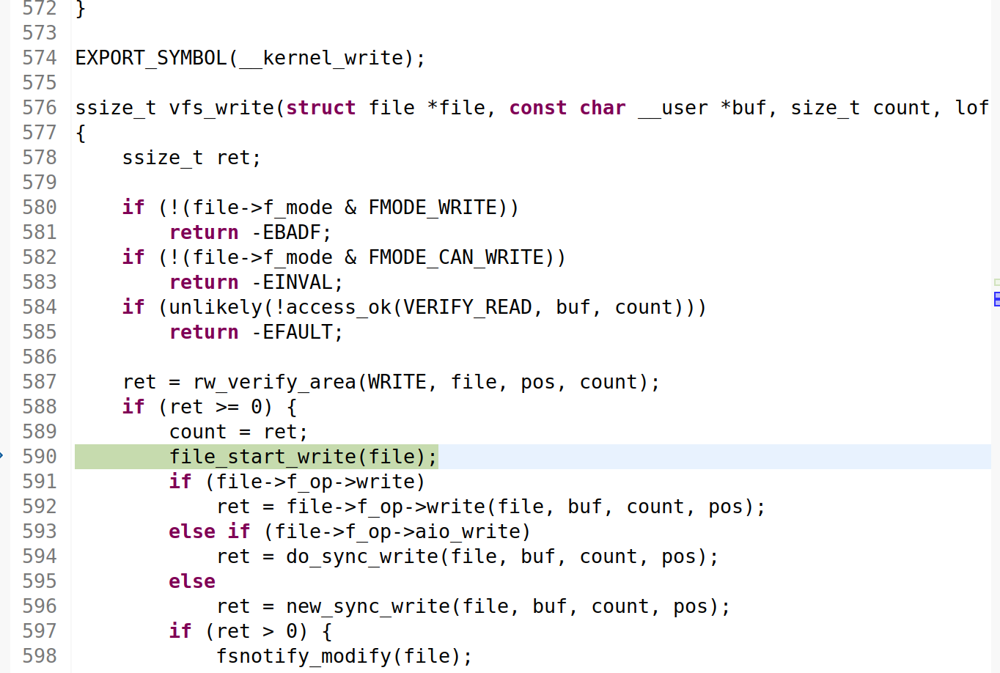 572 }
573
574 EXPORT_SYMBOL(__kernel_write);
575
576 ssize_t vfs_write(struct file *file, const char __user *buf, size_t count, lof
577 {
578     ssize_t ret;
579
580     if (!(file->f_mode & FMODE_WRITE))
581         return -EBADF;
582     if (!(file->f_mode & FMODE_CAN_WRITE))
583         return -EINVAL;
584     if (unlikely(!access_ok(VERIFY_READ, buf, count)))
585         return -EFAULT;
586
587     ret = rw_verify_area(WRITE, file, pos, count);
588     if (ret >= 0) {
589         count = ret;
590         file_start_write(file);
591         if (file->f_op->write)
592             ret = file->f_op->write(file, buf, count, pos);
593         else if (file->f_op->aio_write)
594             ret = do_sync_write(file, buf, count, pos);
595         else
596             ret = new_sync_write(file, buf, count, pos);
597         if (ret > 0) {
598             fsnotify_modify(file);